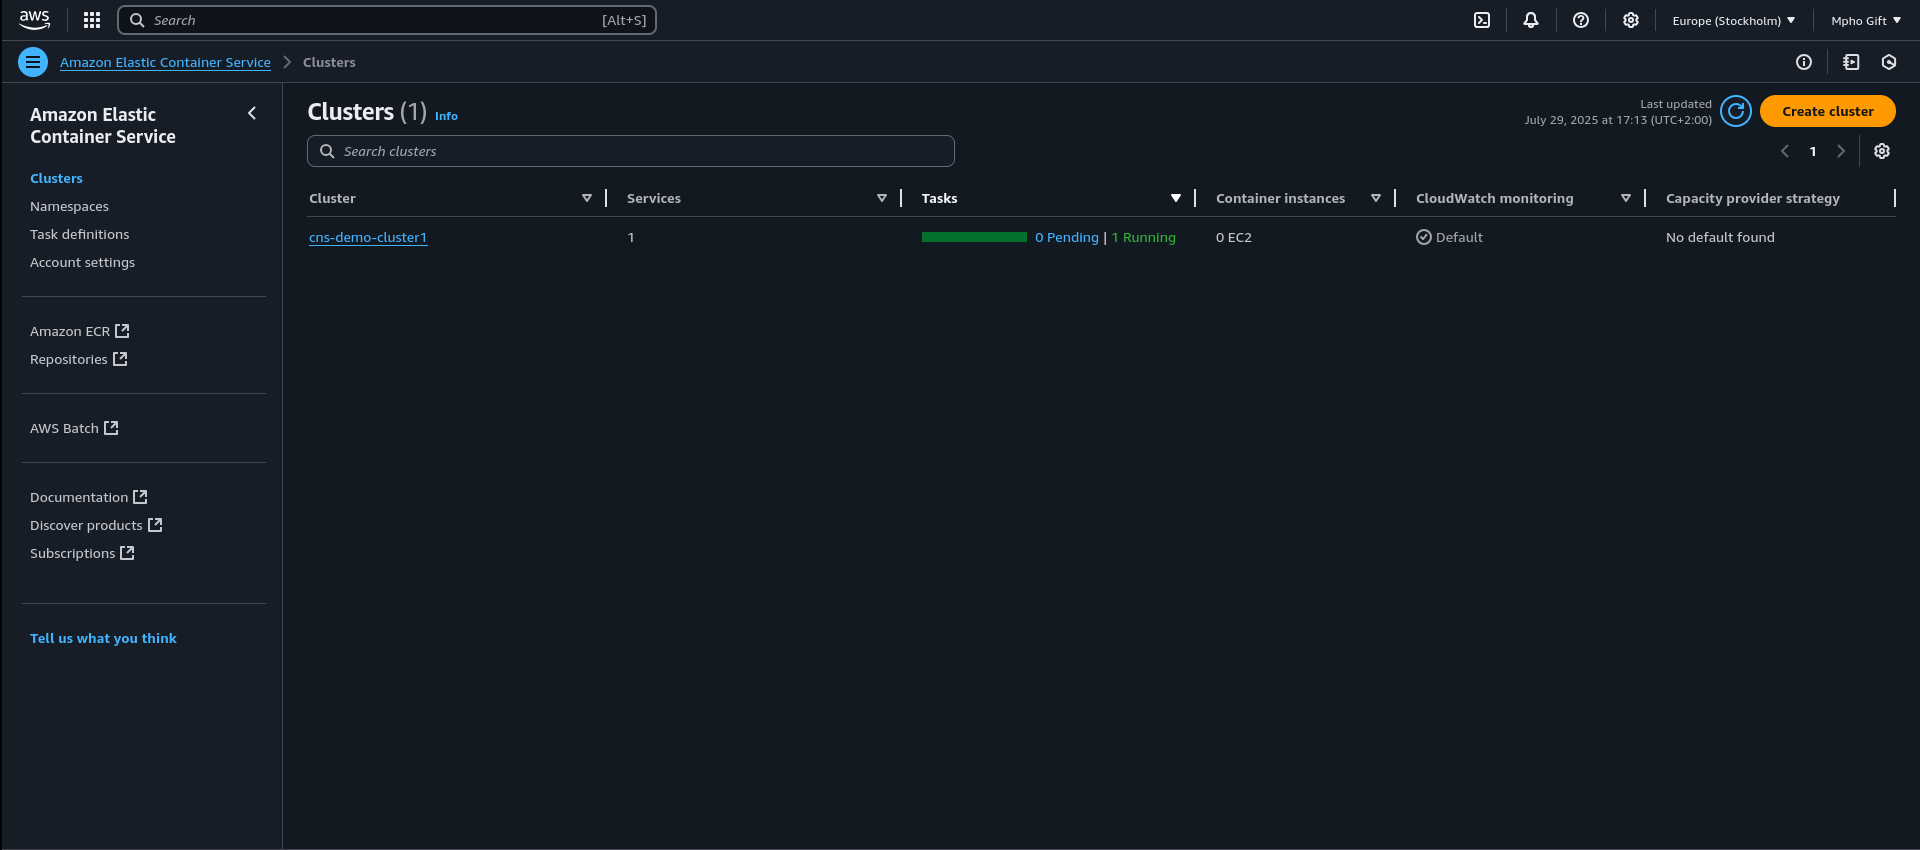 aws
Search [Alt+S]
Europe (Stockholm)
Mpho Gift
Amazon Elastic Container Service
Clusters
Amazon Elastic
Container Service
Clusters
Namespaces
Task definitions
Account settings
Amazon ECR
Repositories
AWS Batch
Documentation
Discover products
Subscriptions
Tell us what you think
Clusters (1) Info
Last updated
July 29, 2025 at 17:13 (UTC+2:00)
Create cluster
Search clusters
1
Cluster Services Tasks Container instances CloudWatch monitoring Capacity provider strategy
cns-demo-cluster1 1 0 Pending | 1 Running 0 EC2 Default No default found